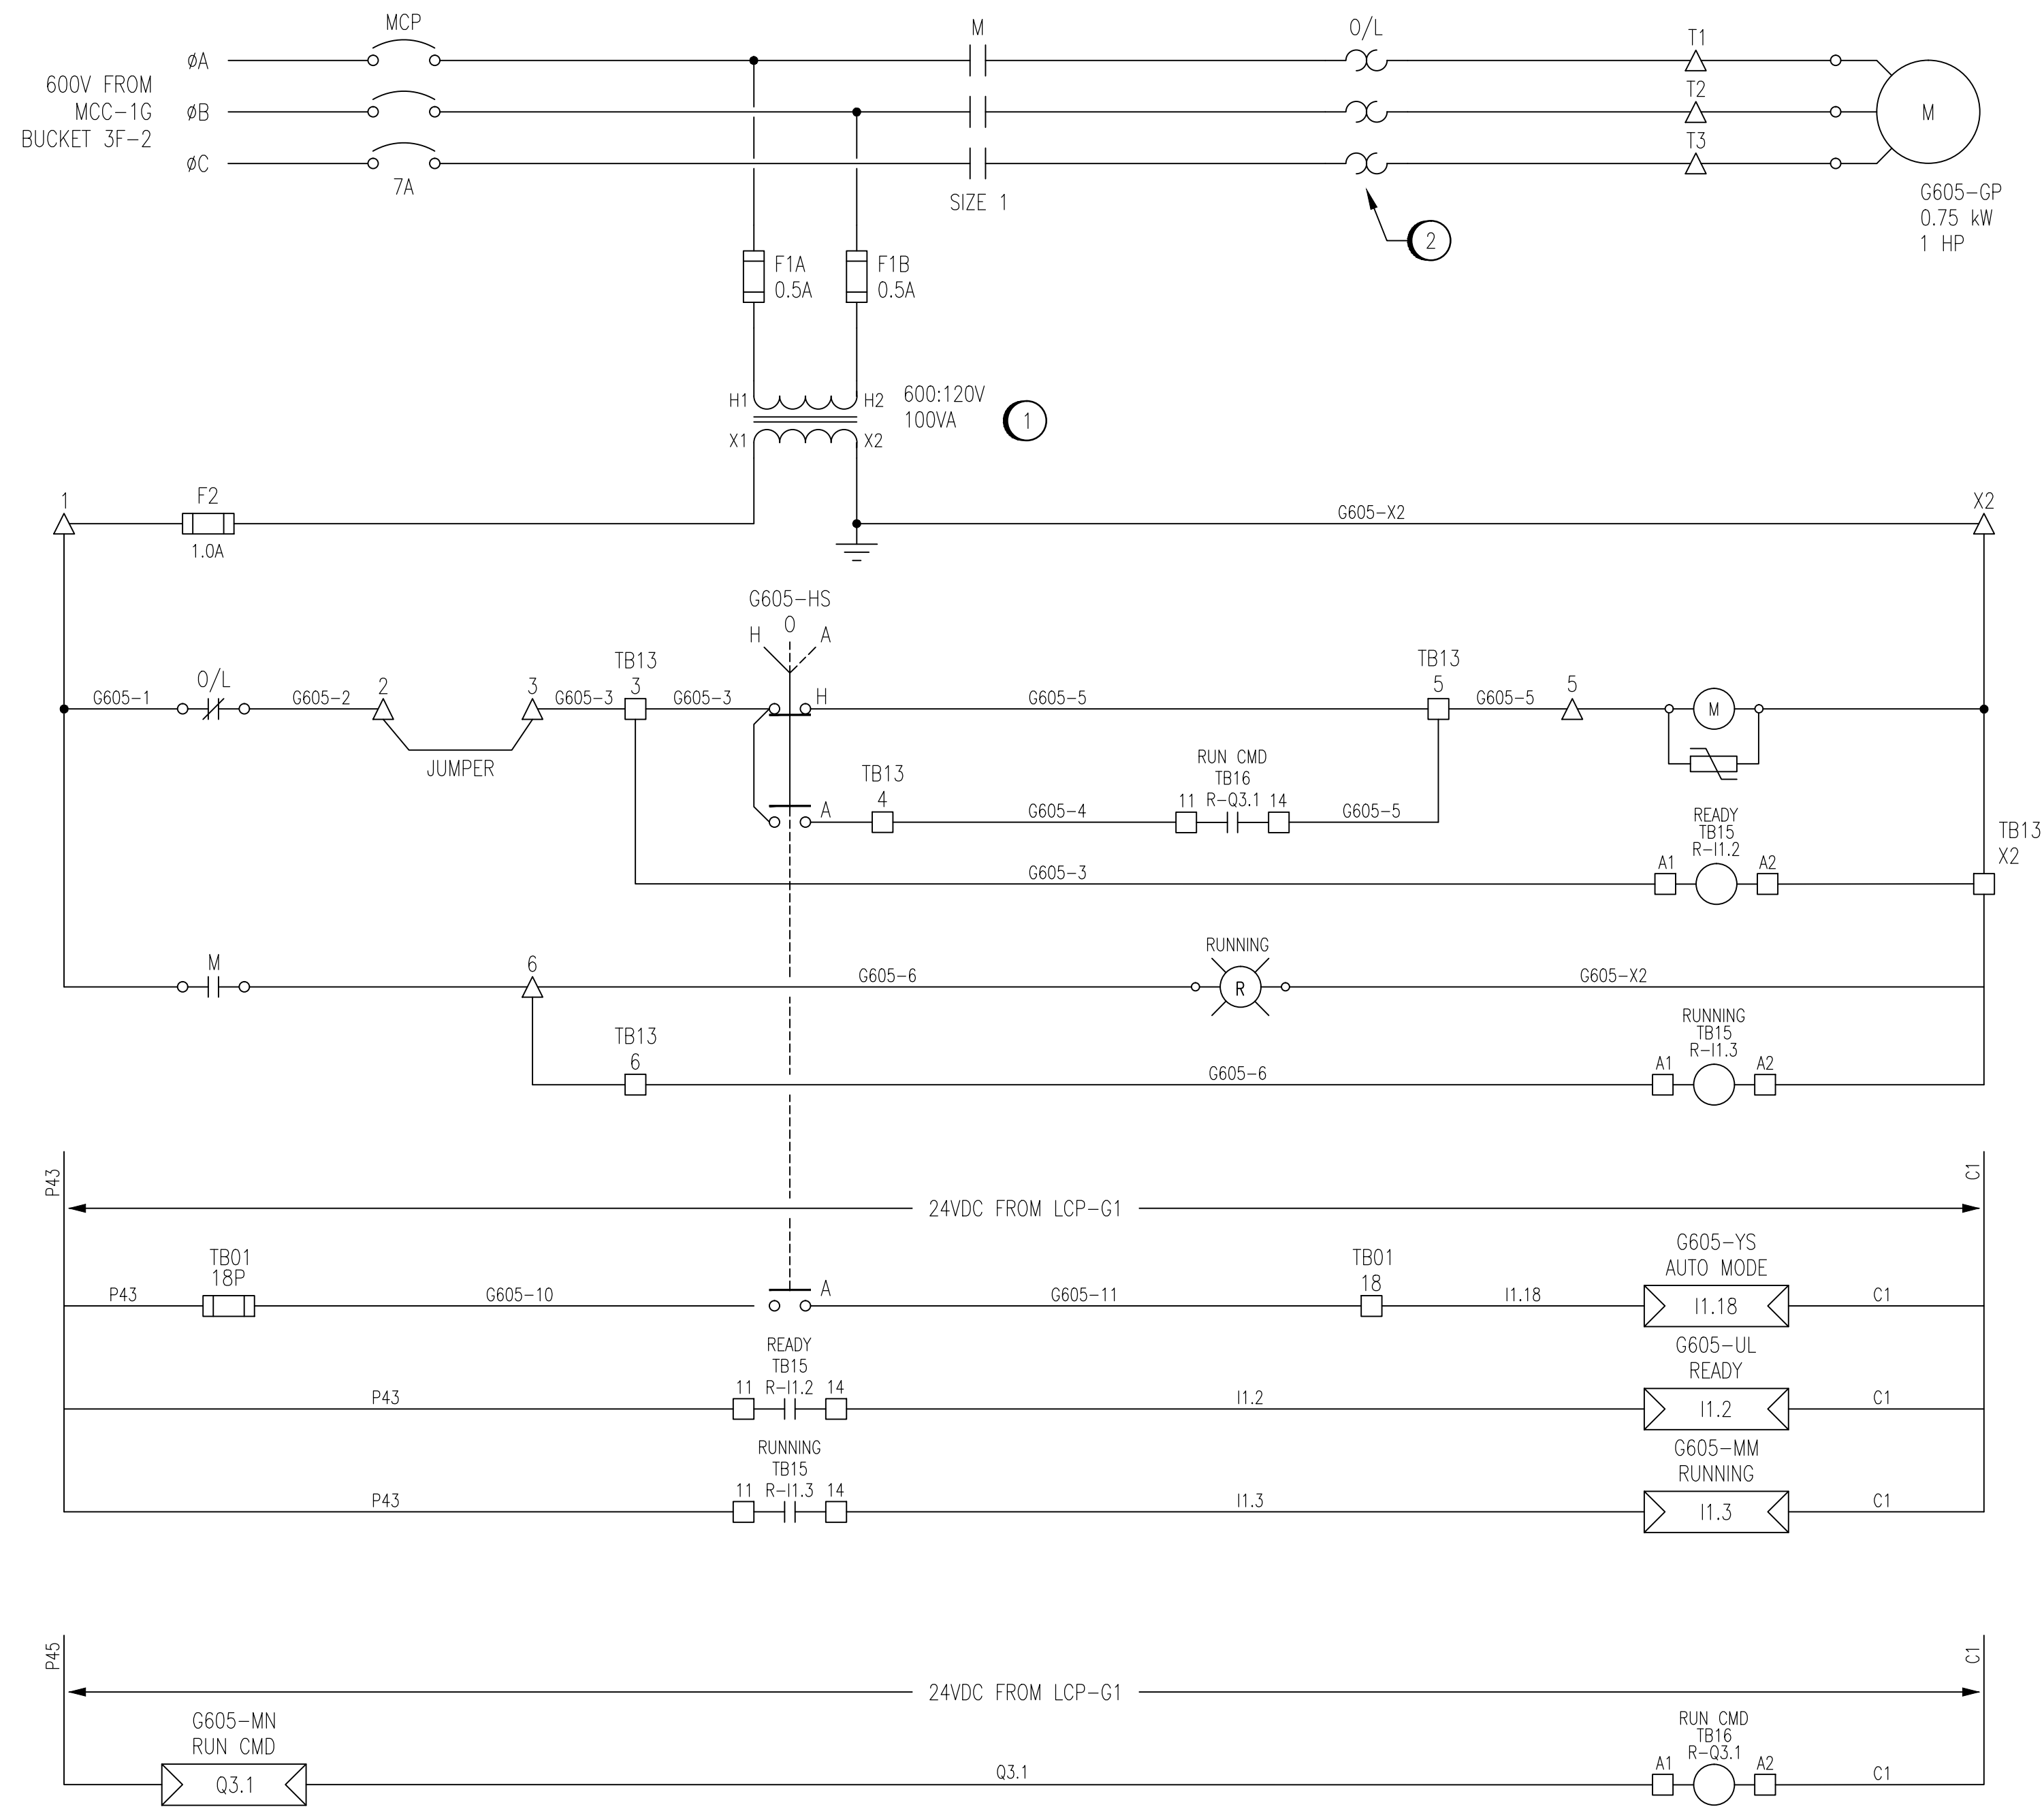 MCP
M
O/L
T1
øA
600V FROM
MCC-1G
BUCKET 3F-2
øB
T2
M
øC
T3
7A
SIZE 1
G605-GP
0.75 kW
1 HP
2
F1A
0.5A
F1B
0.5A
H1
H2
600:120V
100VA
1
X1
X2
1
F2
1.0A
G605-X2
X2
G605-HS
O
H
A
G605-1
O/L
G605-2
2
3
JUMPER
G605-3
TB13
3
G605-3
H
G605-5
TB13
5
G605-5
5
M
A
TB13
4
G605-4
RUN CMD
TB16
R-Q3.1
11
14
G605-5
READY
TB15
R-I1.2
A1
A2
TB13
X2
G605-3
M
6
G605-6
RUNNING
R
G605-X2
TB13
6
G605-6
RUNNING
TB15
R-I1.3
A1
A2
P43
24VDC FROM LCP-G1
C1
P43
TB01
18P
G605-10
A
G605-11
TB01
18
I1.18
G605-YS
AUTO MODE
I1.18
C1
P43
READY
TB15
R-I1.2
11
14
I1.2
G605-UL
READY
I1.2
C1
P43
RUNNING
TB15
R-I1.3
11
14
I1.3
G605-MM
RUNNING
I1.3
C1
P45
24VDC FROM LCP-G1
C1
G605-MN
RUN CMD
Q3.1
Q3.1
RUN CMD
TB16
R-Q3.1
A1
A2
C1